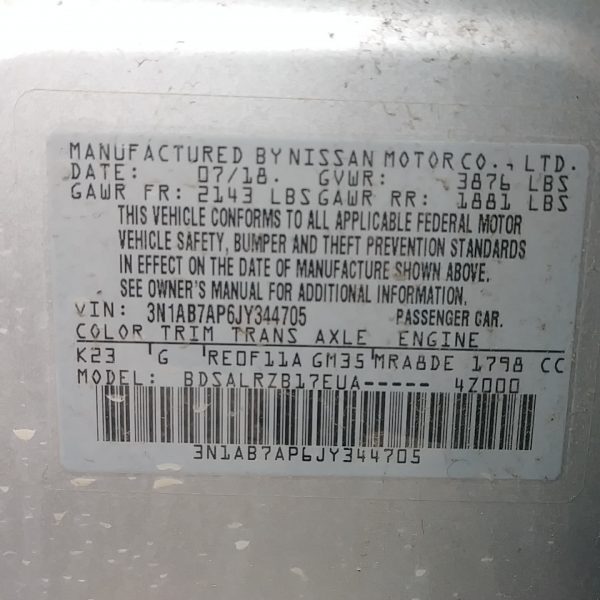 MANUFACTURED BY NISSAN MOTOR CO., LTD.
DATE: 07/18. GVWR: 3876 LBS
GAWR FR: 2143 LBS GAWR RR: 1881 LBS
THIS VEHICLE CONFORMS TO ALL APPLICABLE FEDERAL MOTOR
VEHICLE SAFETY, BUMPER AND THEFT PREVENTION STANDARDS
IN EFFECT ON THE DATE OF MANUFACTURE SHOWN ABOVE.
SEE OWNER'S MANUAL FOR ADDITIONAL INFORMATION.
VIN: 3N1AB7AP6JY344705 PASSENGER CAR.
COLOR TRIM TRANS AXLE ENGINE
K23 G RE0F11A GM35 MRA8DE 1798 CC
MODEL: BDSALRZB17EUA----- 4Z000
3N1AB7AP6JY344705